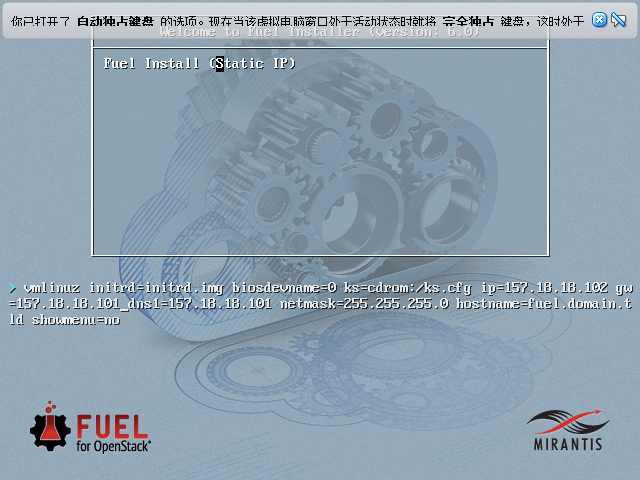 你已打开了 自动独占键盘 的选项。现在当该虚拟电脑窗口处于活动状态时就将 完全独占 键盘，这时处于
Welcome to Fuel Installer (version: 6.0)
Fuel Install (Static IP)
> vmlinuz initrd=initrd.img biosdevname=0 ks=cdrom:/ks.cfg ip=157.18.18.102 gw
=157.18.18.101_dns1=157.18.18.101 netmask=255.255.255.0 hostname=fuel.domain.t
ld showmenu=no
FUEL
for OpenStack
MIRANTIS